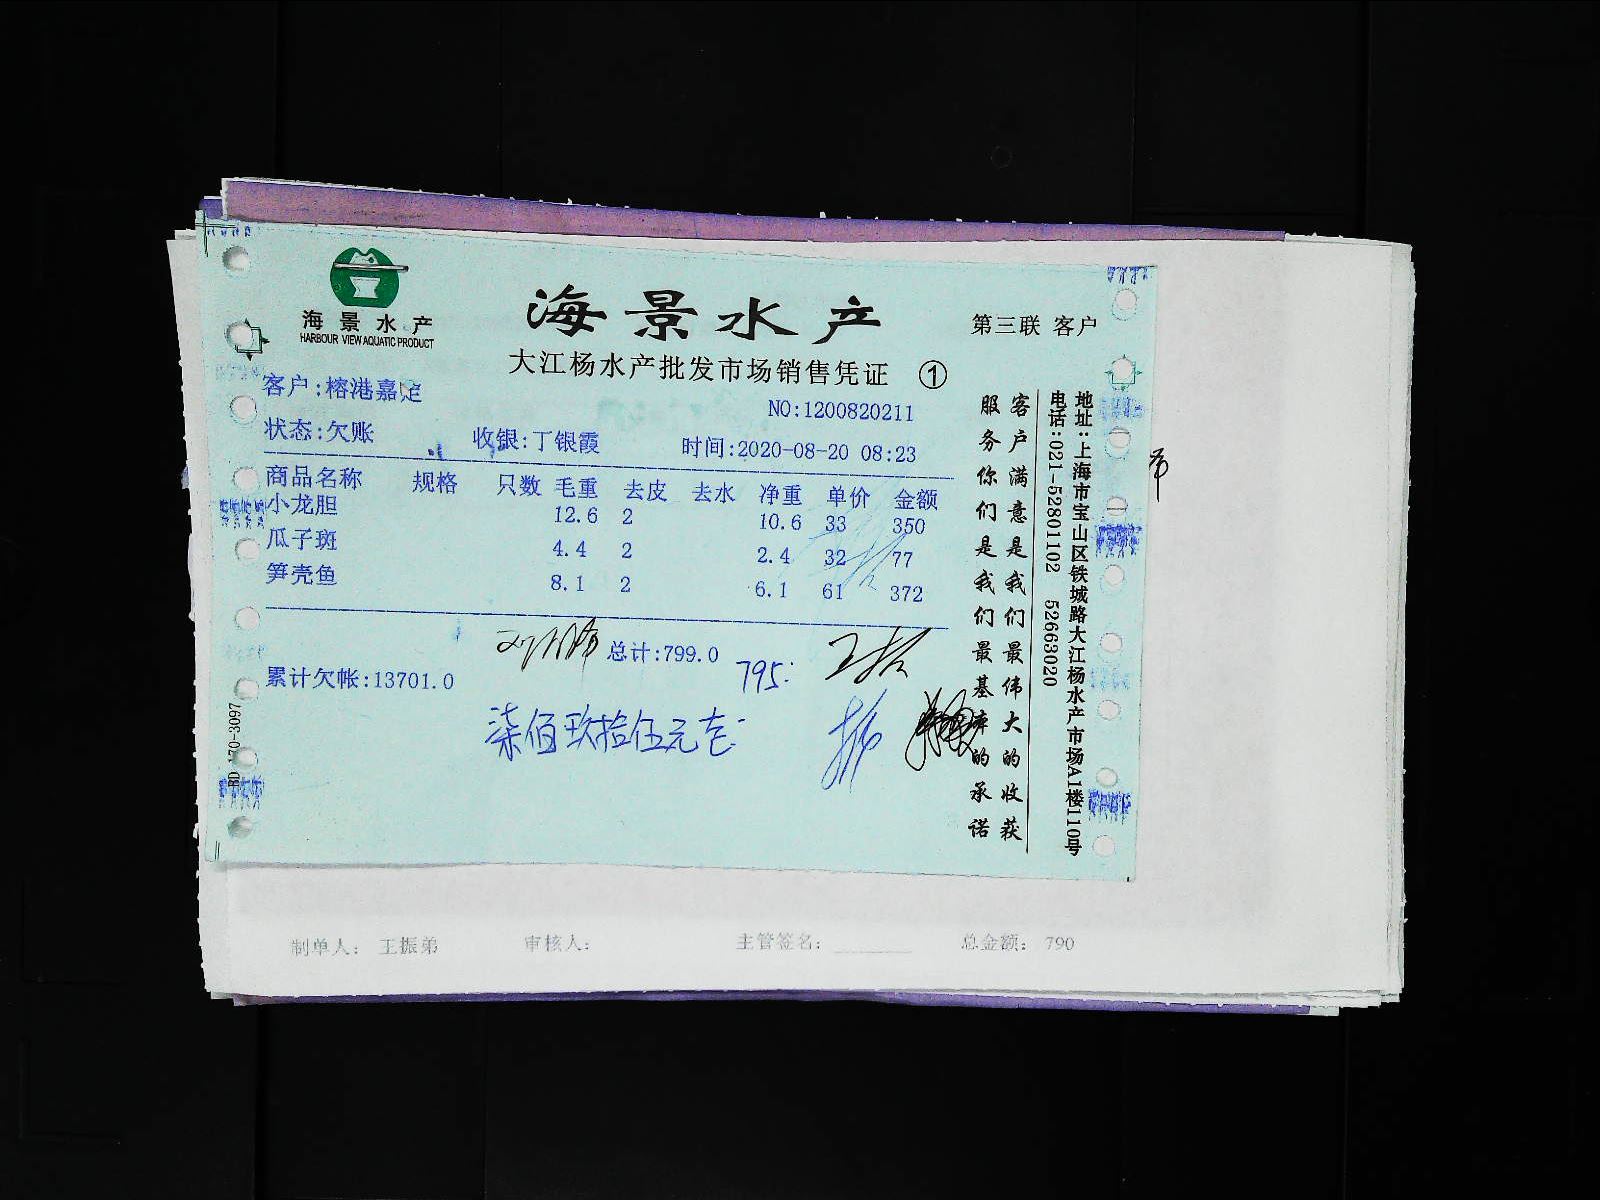 海景水产
HARBOUR VIEW AQUATIC PRODUCT
海景水产
第三联 客户
大江杨水产批发市场销售凭证 ①
客户:榕港嘉定
NO:1200820211
状态:欠账 收银:丁银霞 时间:2020-08-20 08:23
商品名称 规格 只数 毛重 去皮 去水 净重 单价 金额
小龙胆 12.6 2 10.6 33 350
瓜子斑 4.4 2 2.4 32 77
笋壳鱼 8.1 2 6.1 61 372
总计:799.0
795:
累计欠帐:13701.0
柒佰玖拾伍元
客户满意是我们最伟大的收获
服务你们是我们最基本的承诺
地址:上海市宝山区铁城路大江杨水产市场A1楼110号
电话:021-52801102 52663020
制单人: 王振弟 审核人: 主管签名: 总金额: 790